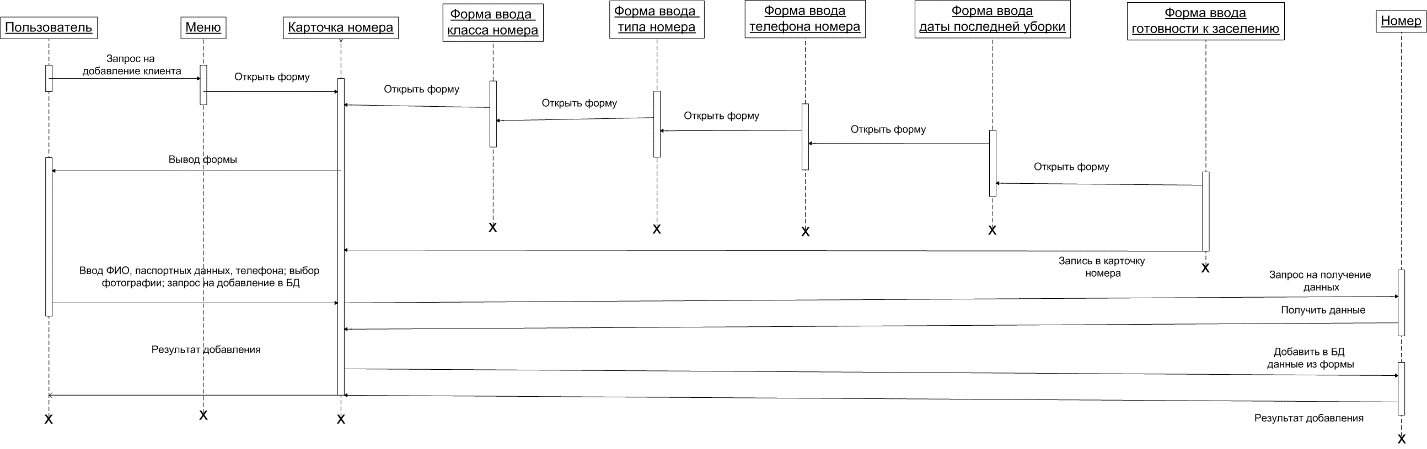 Пользователь
Меню
Карточка номера
Форма ввода
класса номера
Форма ввода
типа номера
Форма ввода
телефона номера
Форма ввода
даты последней уборки
Форма ввода
готовности к заселению
Номер
Запрос на
добавление клиента
Открыть форму
Открыть форму
Открыть форму
Открыть форму
Открыть форму
Открыть форму
Вывод формы
X
X
X
X
X
Запись в карточку
номера
Ввод ФИО, паспортных данных, телефона; выбор
фотографии; запрос на добавление в БД
Запрос на получение
данных
Получить данные
Результат добавления
Добавить в БД
данные из формы
Результат добавления
X
X
X
X